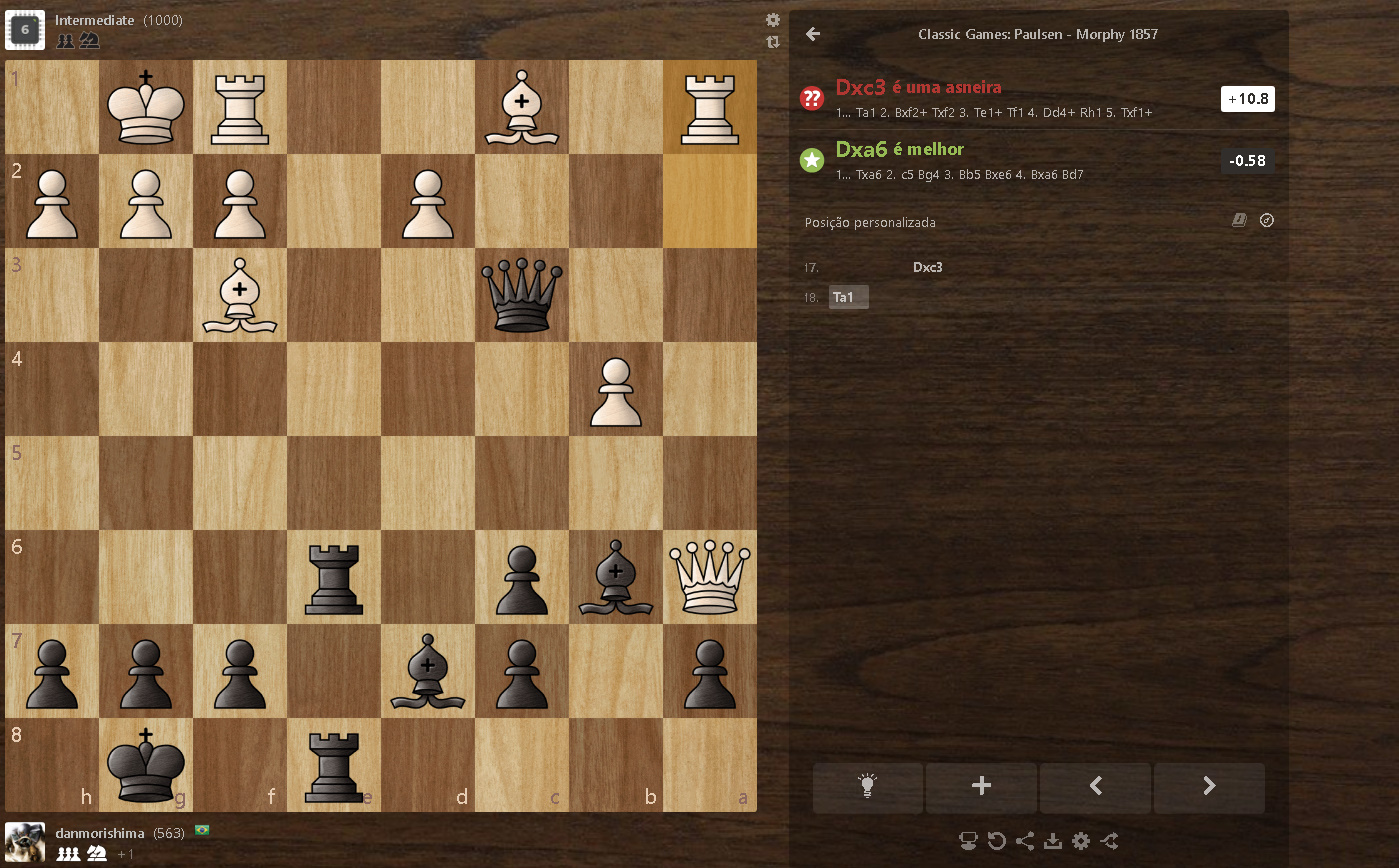 6
Intermediate (1000)
1
2
3
4
5
6
7
8
h
g
f
e
d
c
b
a
danmorishima (563)
+1
Classic Games: Paulsen - Morphy 1857
?? Dxc3 é uma asneira
+10.8
1... Ta1 2. Bxf2+ Txf2 3. Te1+ Tf1 4. Dd4+ Rh1 5. Txf1+
Dxa6 é melhor
-0.58
1... Txa6 2. c5 Bg4 3. Bb5 Bxe6 4. Bxa6 Bd7
Posição personalizada
17. Dxc3
18. Ta1